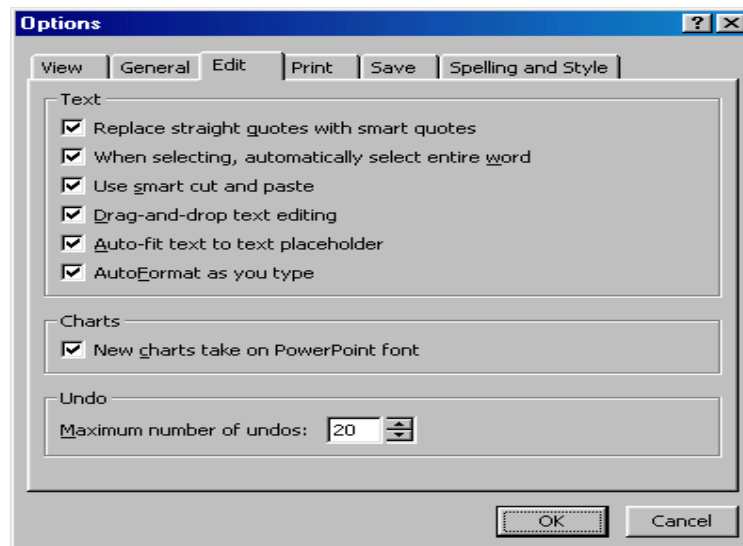 Options
View General Edit Print Save Spelling and Style
Text
Replace straight quotes with smart quotes
When selecting, automatically select entire word
Use smart cut and paste
Drag-and-drop text editing
Auto-fit text to text placeholder
AutoFormat as you type
Charts
New charts take on PowerPoint font
Undo
Maximum number of undos: 20
OK Cancel